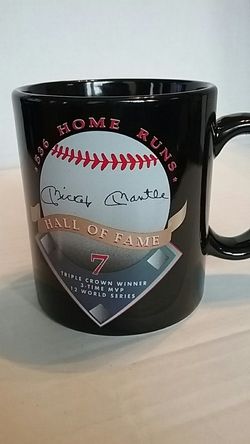 •536 HOME RUNS•
Mickey Mantle
HALL OF FAME
7
TRIPLE CROWN WINNER
3-TIME MVP
12 WORLD SERIES